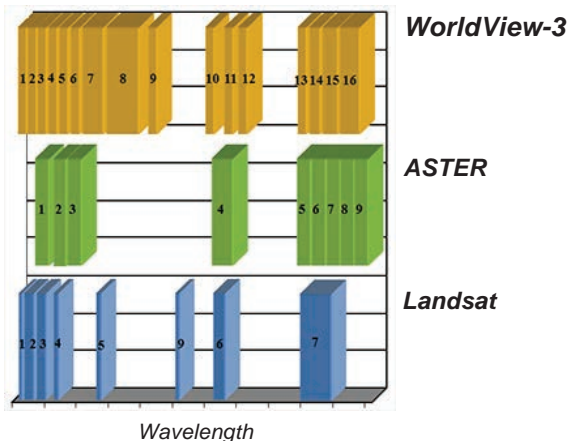 WorldView-3
1 2 3 4 5 6 7 8 9 10 11 12 13 14 15 16
ASTER
1 2 3 4 5 6 7 8 9
Landsat
1 2 3 4 5 9 6 7
Wavelength